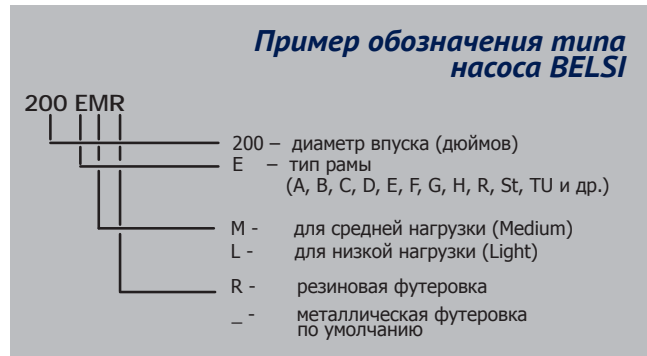 Пример обозначения типа
насоса BELSI
200 EMR
200 – диаметр впуска (дюймов)
E – тип рамы
(A, B, C, D, E, F, G, H, R, St, TU и др.)
M - для средней нагрузки (Medium)
L - для низкой нагрузки (Light)
R - резиновая футеровка
_ - металлическая футеровка
по умолчанию